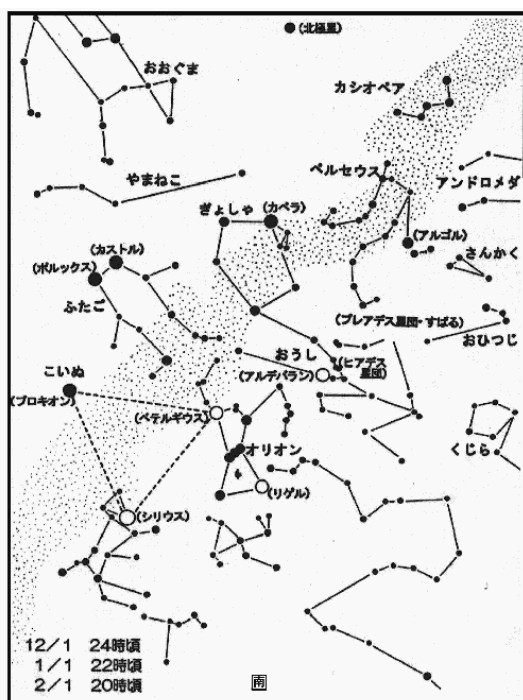 (北極星)
おおぐま
カシオペア
やまねこ
ペルセウス
アンドロメダ
ぎょしゃ (カペラ)
(アルゴル)
(カストル)
(ポルックス)
さんかく
ふたご
(プレアデス星団・すばる)
おひつじ
おうし
(ヒアデス
星団)
(アルデバラン)
こいぬ
(プロキオン)
(ベテルギウス)
オリオン
くじら
(リゲル)
(シリウス)
12/1 24時頃
1/1 22時頃
2/1 20時頃
南